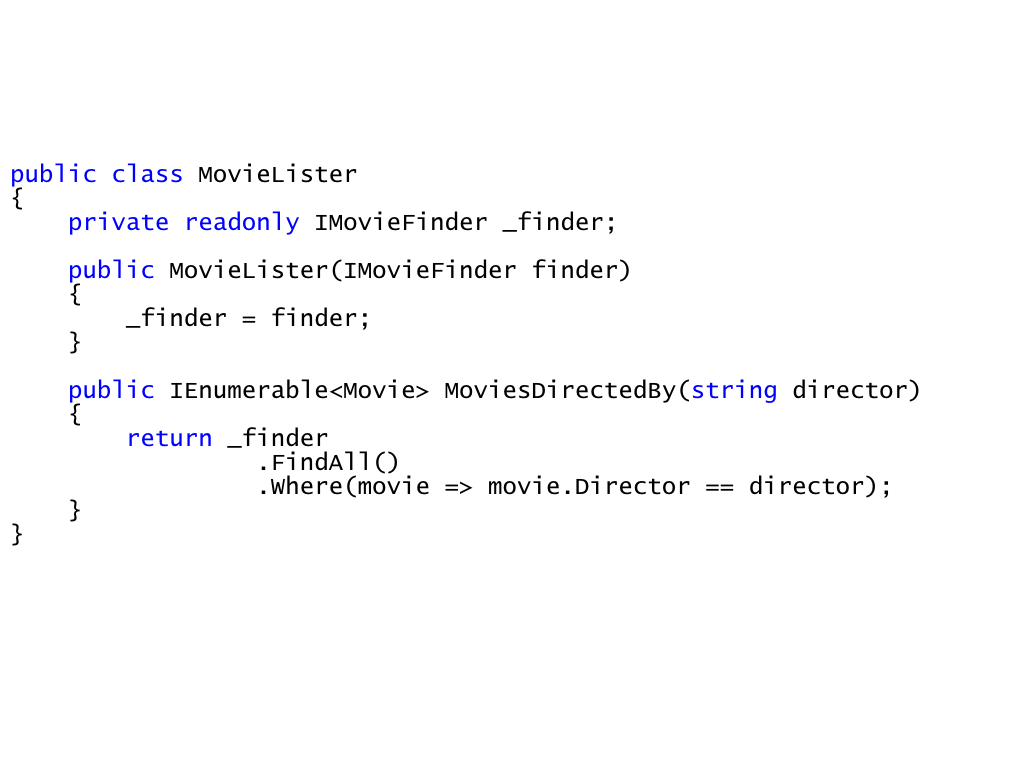 public class MovieLister
{
    private readonly IMovieFinder _finder;

    public MovieLister(IMovieFinder finder)
    {
        _finder = finder;
    }

    public IEnumerable<Movie> MoviesDirectedBy(string director)
    {
        return _finder
                 .FindAll()
                 .Where(movie => movie.Director == director);
    }
}